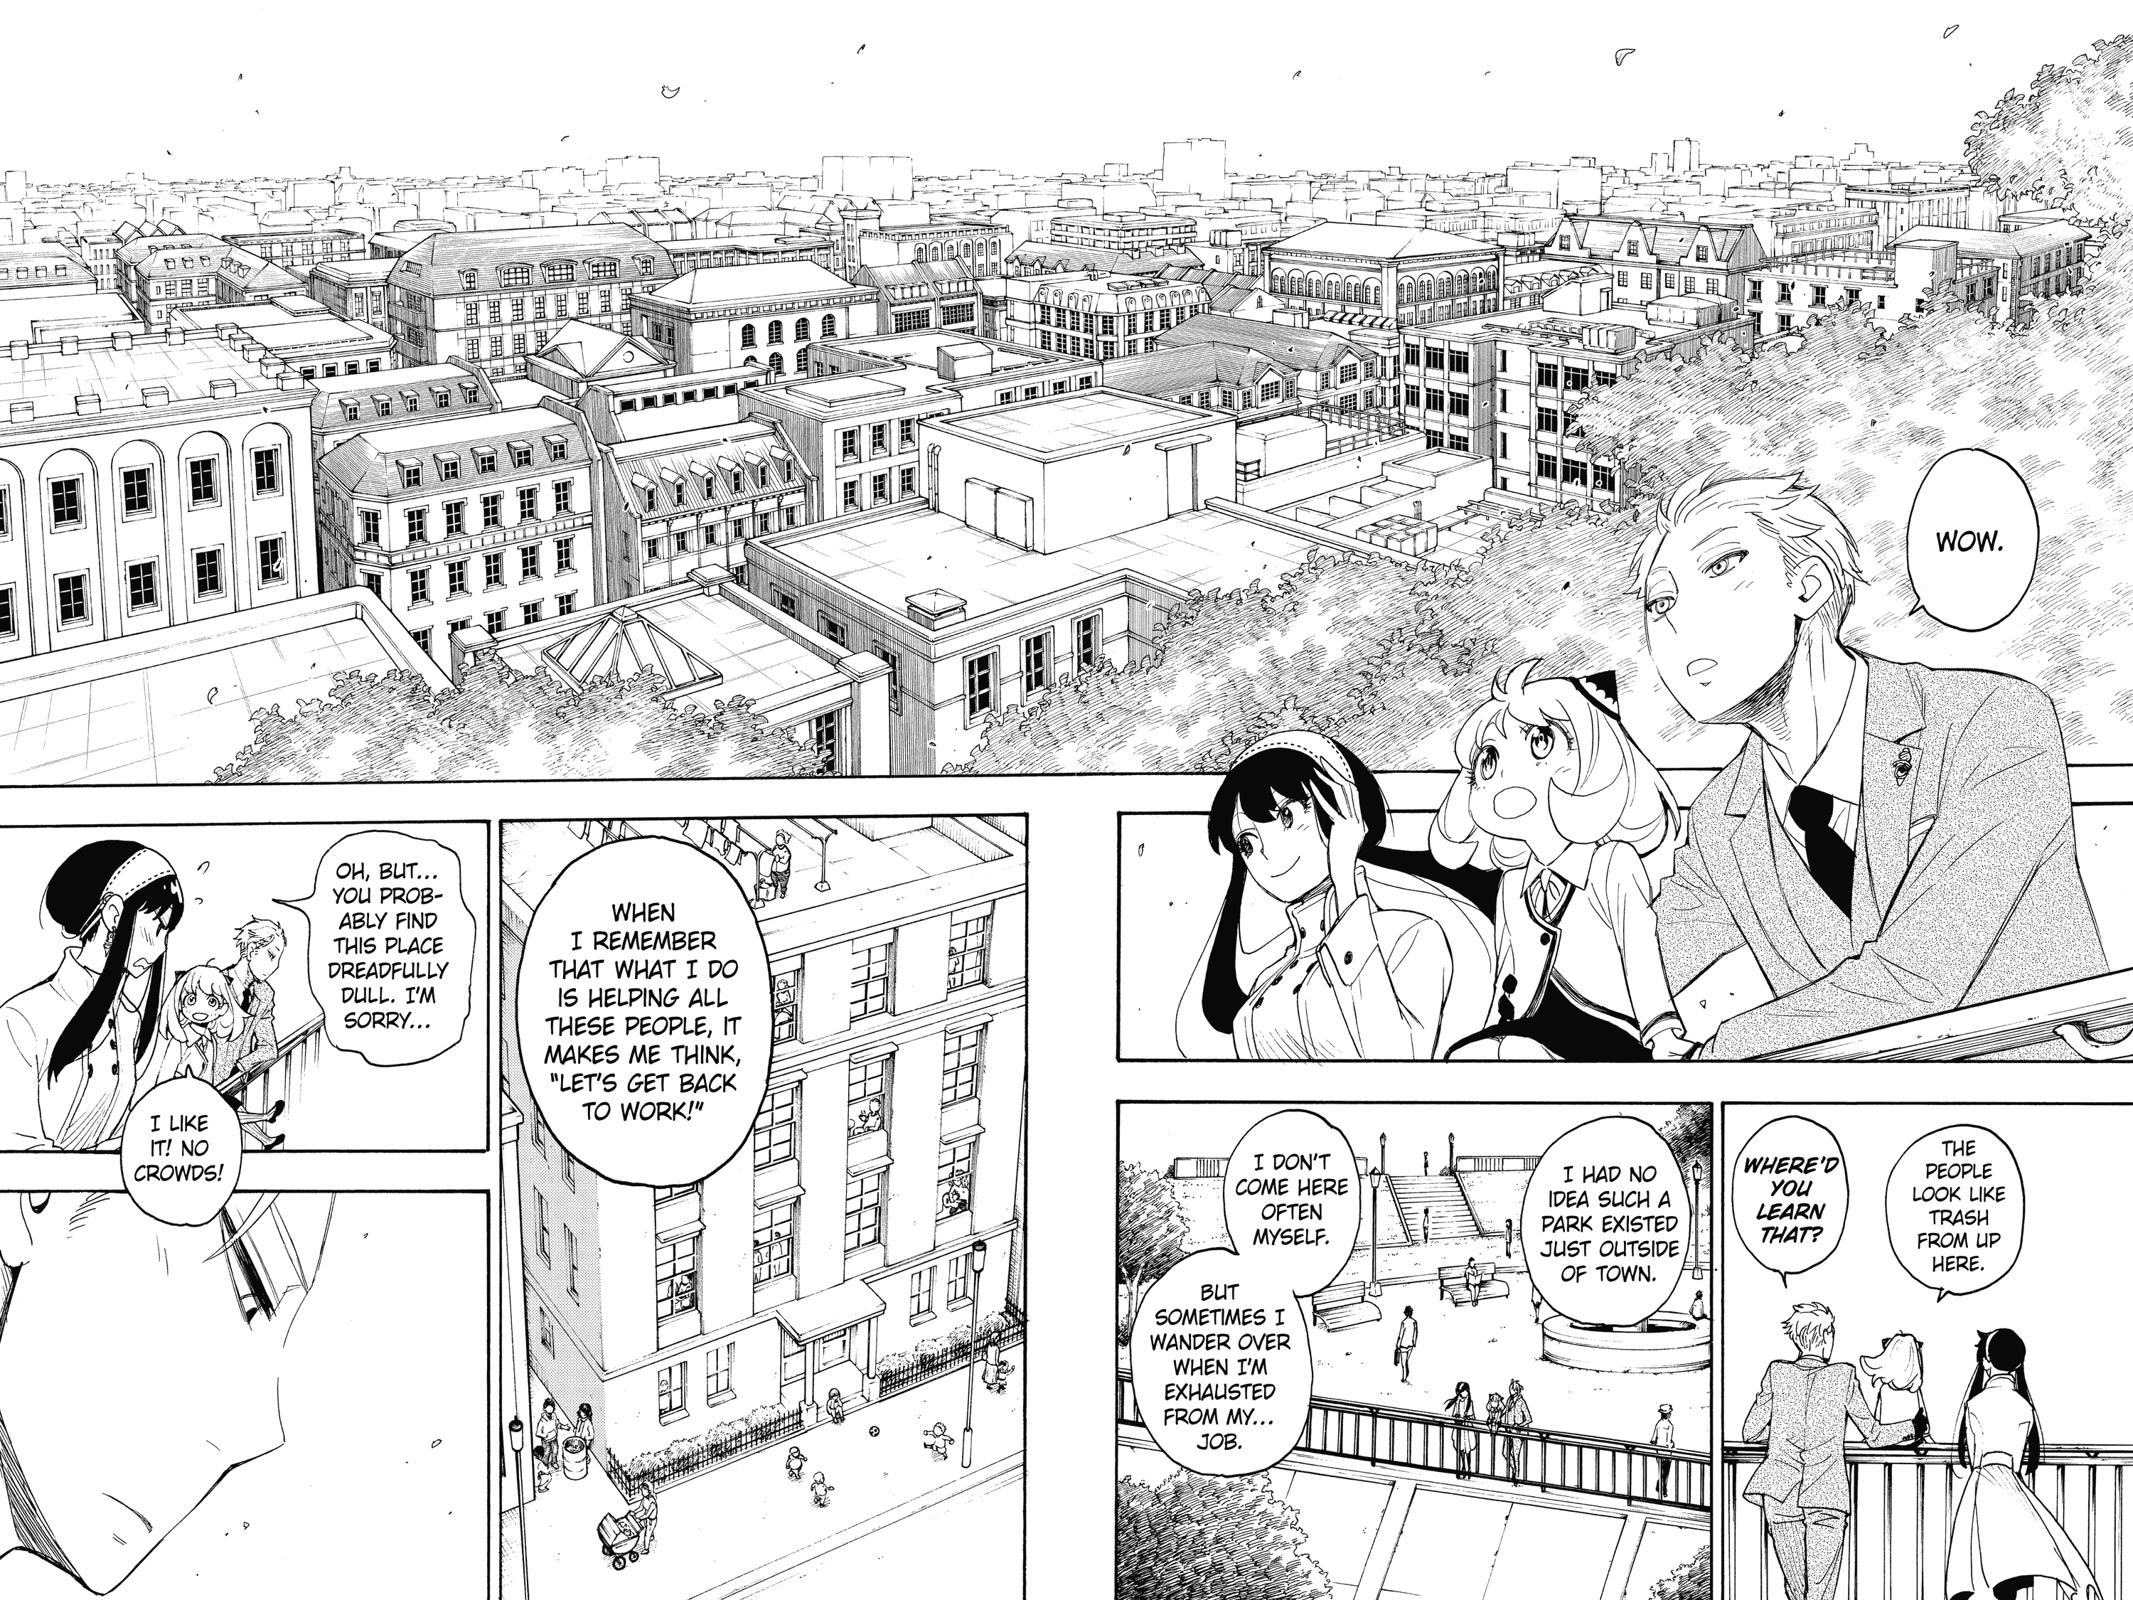 WOW.
THE
PEOPLE
LOOK LIKE
TRASH
FROM UP
HERE.
WHERE'D
YOU
LEARN
THAT?
I HAD NO
IDEA SUCH A
PARK EXISTED
JUST OUTSIDE
OF TOWN.
I DON'T
COME HERE
OFTEN
MYSELF.
BUT
SOMETIMES I
WANDER OVER
WHEN I'M
EXHAUSTED
FROM MY...
JOB.
WHEN
I REMEMBER
THAT WHAT I DO
IS HELPING ALL
THESE PEOPLE, IT
MAKES ME THINK,
"LET'S GET BACK
TO WORK!"
OH, BUT...
YOU PROB-
ABLY FIND
THIS PLACE
DREADFULLY
DULL. I'M
SORRY...
I LIKE
IT! NO
CROWDS!